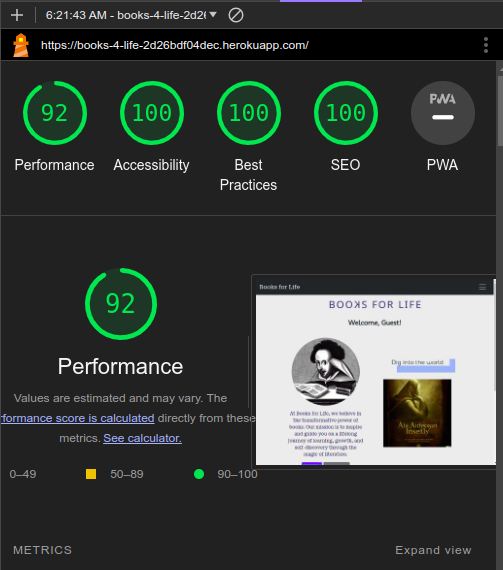 6:21:43 AM - books-4-life-2d26
https://books-4-life-2d26bdf04dec.herokuapp.com/
92
100
100
100
PWA
Performance
Accessibility
Best
Practices
SEO
PWA
92
Performance
Values are estimated and may vary. The
rformance score is calculated directly from these
metrics. See calculator.
0–49
50–89
90–100
Books for Life
BOOKS FOR LIFE
Welcome, Guest!
Dig into the world
At Books for Life, we believe in
the transformative power of
books. Our mission is to inspire
and guide you on a lifelong
journey of learning, growth, and
self-discovery through the
magic of literature.
METRICS
Expand view